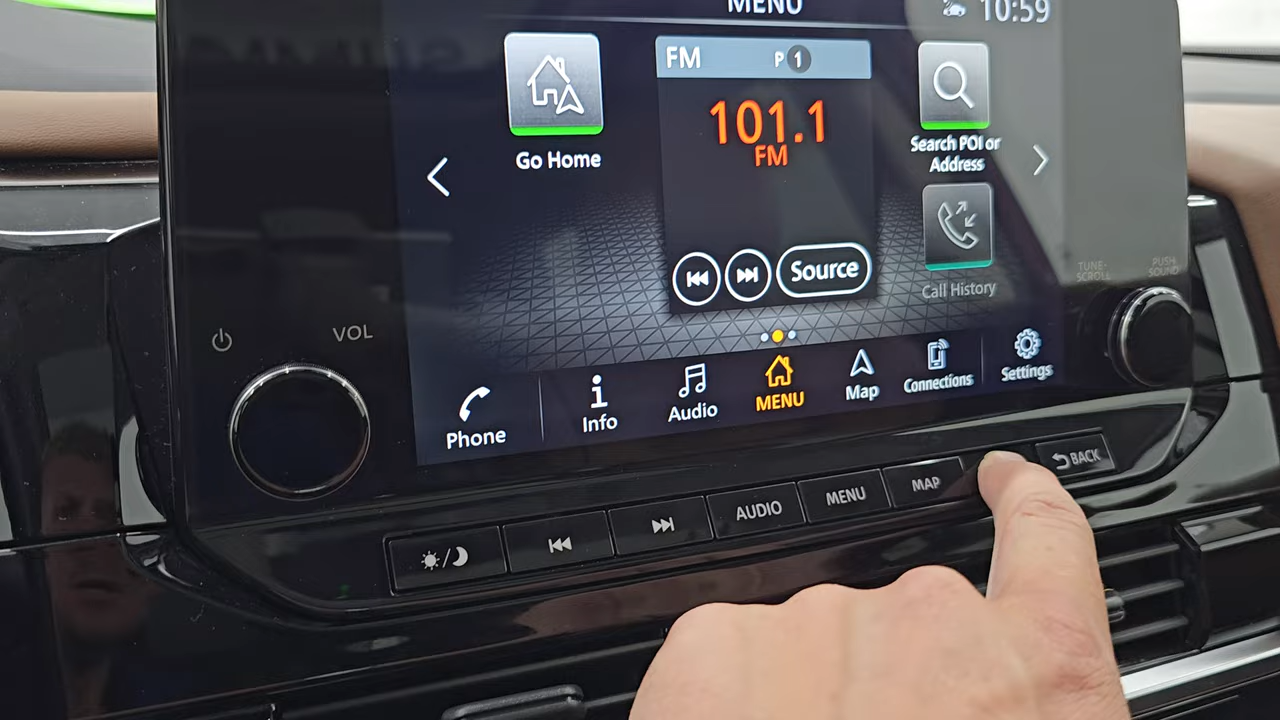 MENU
10:59
FM
P 1
101.1
FM
Go Home
Search POI or
Address
Source
Call History
TUNE-
SCROLL
PUSH
SOUND
VOL
Phone
Info
Audio
MENU
Map
Connections
Settings
AUDIO
MENU
MAP
BACK